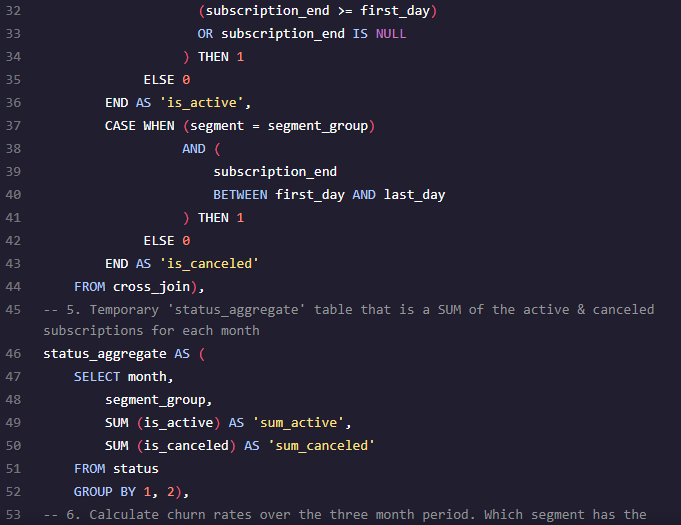 32 (subscription_end >= first_day)
33 OR subscription_end IS NULL
34 ) THEN 1
35 ELSE 0
36 END AS 'is_active',
37 CASE WHEN (segment = segment_group)
38 AND (
39 subscription_end
40 BETWEEN first_day AND last_day
41 ) THEN 1
42 ELSE 0
43 END AS 'is_canceled'
44 FROM cross_join),
45 -- 5. Temporary 'status_aggregate' table that is a SUM of the active & canceled
subscriptions for each month
46 status_aggregate AS (
47 SELECT month,
48 segment_group,
49 SUM (is_active) AS 'sum_active',
50 SUM (is_canceled) AS 'sum_canceled'
51 FROM status
52 GROUP BY 1, 2),
53 -- 6. Calculate churn rates over the three month period. Which segment has the